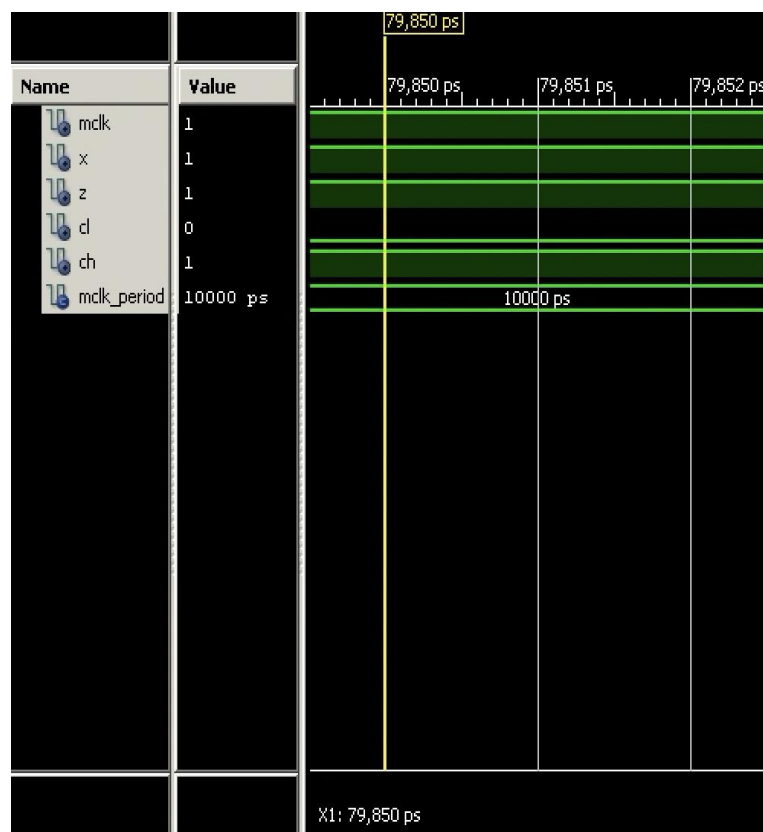 79,850 ps
Name Value 79,850 ps 79,851 ps 79,852 ps
mclk 1
x 1
z 1
cl 0
ch 1
mclk_period 10000 ps 10000 ps
X1: 79,850 ps